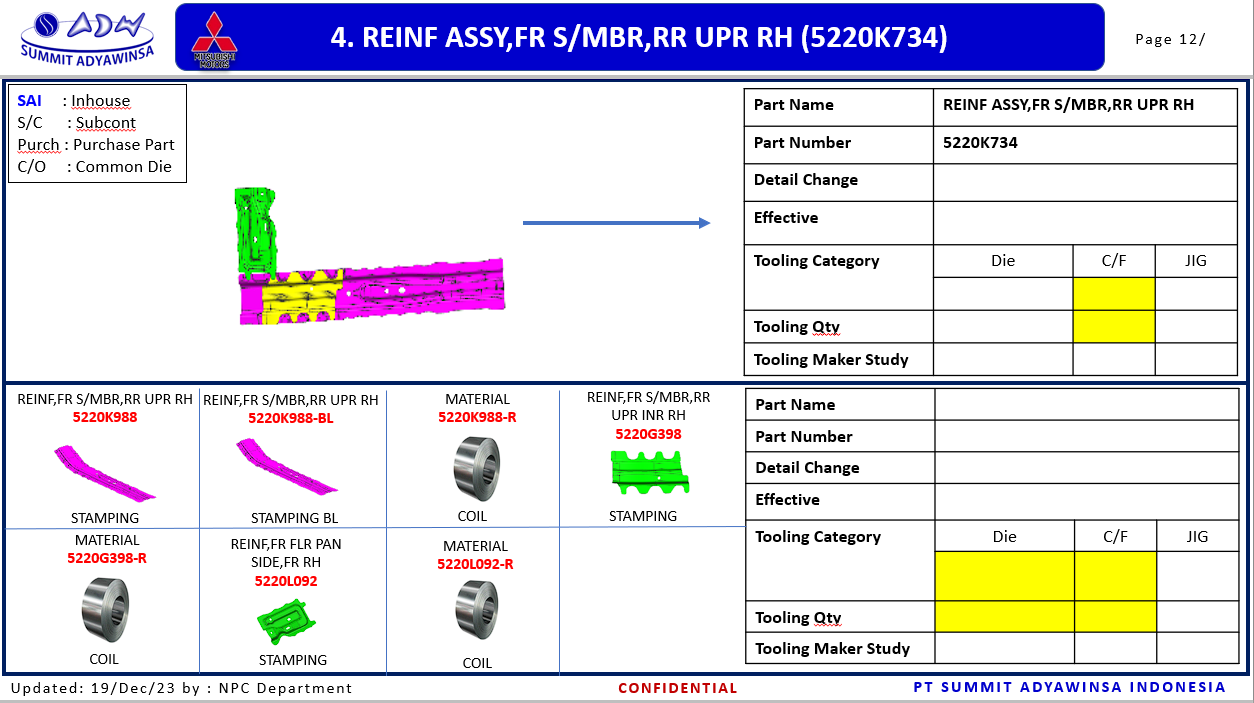 ADW
SUMMIT ADYAWINSA
MITSUBISHI
MOTORS
4. REINF ASSY,FR S/MBR,RR UPR RH (5220K734)
Page 12/
SAI : Inhouse
S/C : Subcont
Purch : Purchase Part
C/O : Common Die
Part Name REINF ASSY,FR S/MBR,RR UPR RH
Part Number 5220K734
Detail Change
Effective
Tooling Category Die C/F JIG
Tooling Qty
Tooling Maker Study
REINF,FR S/MBR,RR UPR RH
5220K988
STAMPING
REINF,FR S/MBR,RR UPR RH
5220K988-BL
STAMPING BL
MATERIAL
5220K988-R
COIL
REINF,FR S/MBR,RR
UPR INR RH
5220G398
STAMPING
MATERIAL
5220G398-R
COIL
REINF,FR FLR PAN
SIDE,FR RH
5220L092
STAMPING
MATERIAL
5220L092-R
COIL
Part Name
Part Number
Detail Change
Effective
Tooling Category Die C/F JIG
Tooling Qty
Tooling Maker Study
Updated: 19/Dec/23 by : NPC Department
CONFIDENTIAL
PT SUMMIT ADYAWINSA INDONESIA